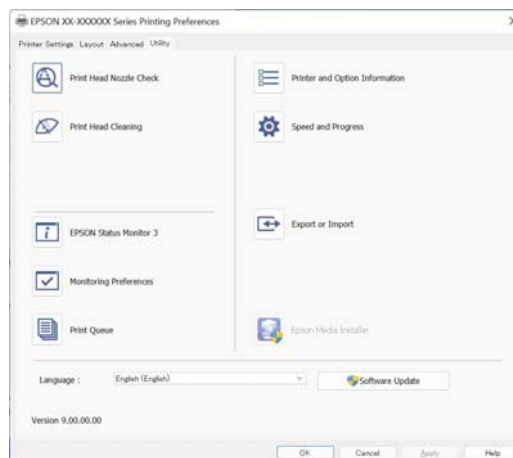 EPSON XX-XXXXXX Series Printing Preferences
Printer Settings Layout Advanced Utility
Print Head Nozzle Check
Printer and Option Information
Print Head Cleaning
Speed and Progress
EPSON Status Monitor 3
Export or Import
Monitoring Preferences
Print Queue
Epson Media Installer
Language :
English (English)
Software Update
Version 9.00.00.00
OK Cancel Apply Help